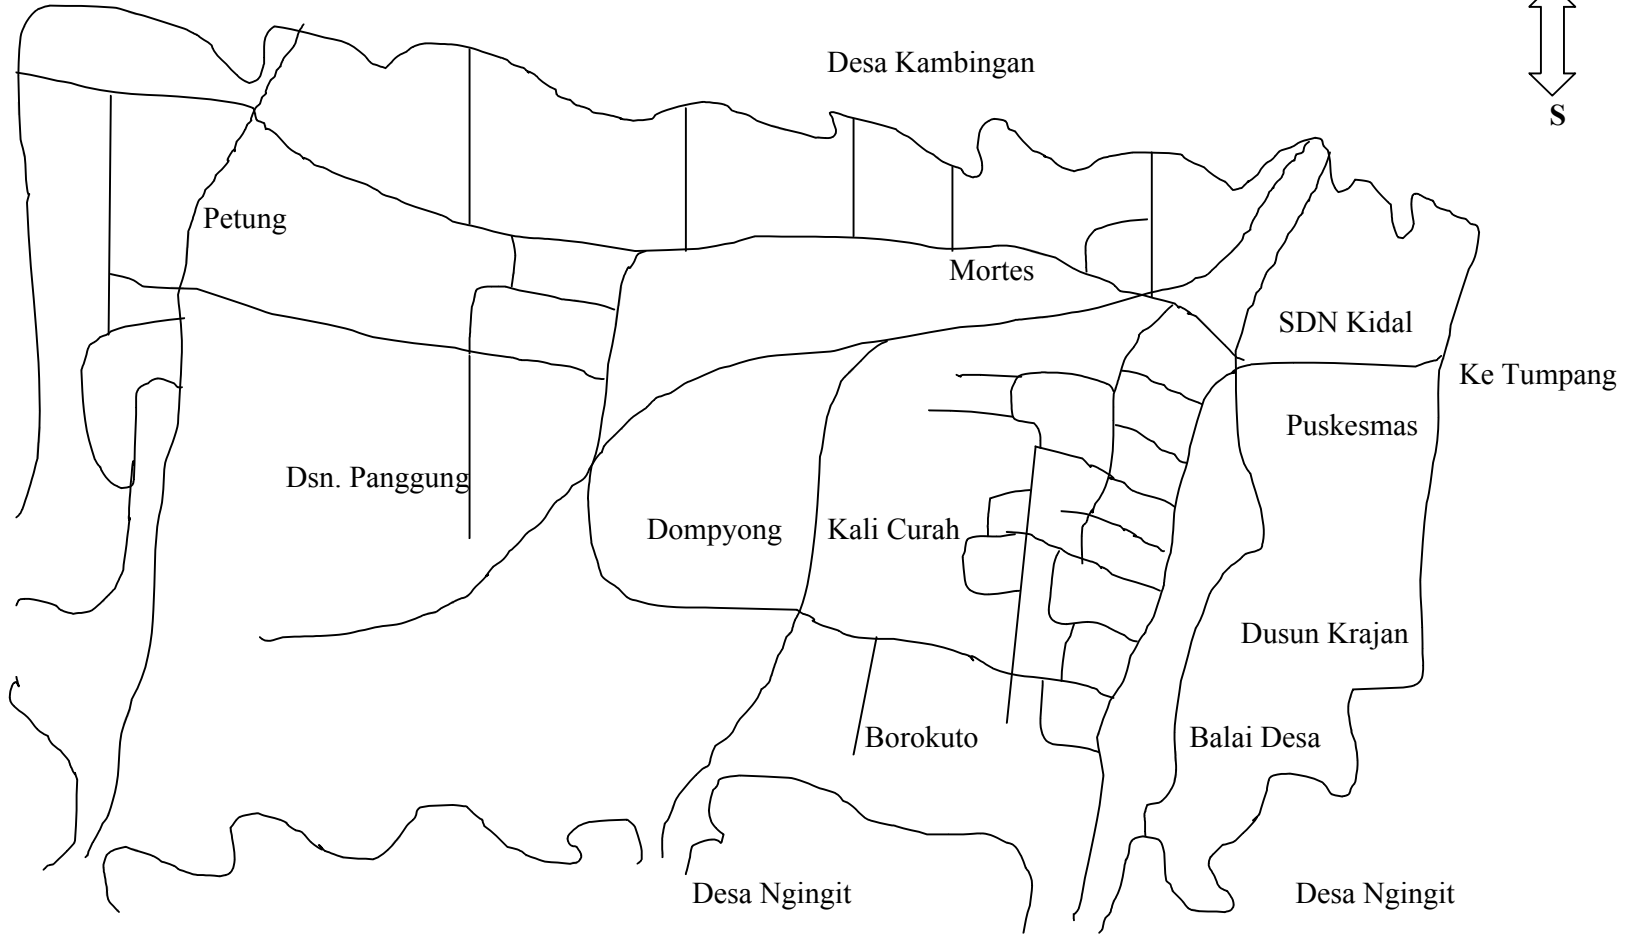 Desa Kambingan
S
Petung
Mortes
SDN Kidal
Ke Tumpang
Puskesmas
Dsn. Panggung
Dompyong
Kali Curah
Dusun Krajan
Borokuto
Balai Desa
Desa Ngingit
Desa Ngingit